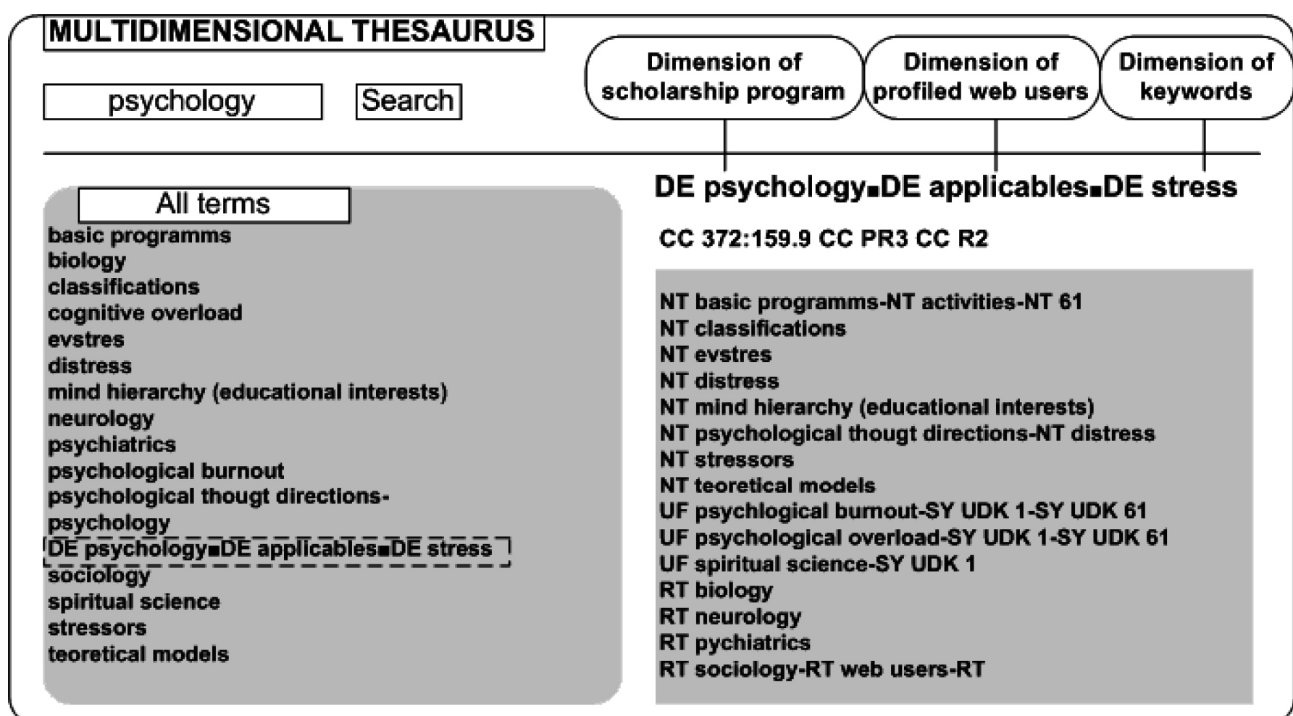 MULTIDIMENSIONAL THESAURUS
psychology
Search
Dimension of
scholarship program
Dimension of
profiled web users
Dimension of
keywords
DE psychology■DE applicables■DE stress
CC 372:159.9 CC PR3 CC R2
All terms
basic programms
biology
classifications
cognitive overload
evstres
distress
mind hierarchy (educational interests)
neurology
psychiatrics
psychological burnout
psychological thougt directions-
psychology
DE psychology■DE applicables■DE stress
sociology
spiritual science
stressors
teoretical models
NT basic programms-NT activities-NT 61
NT classifications
NT evstres
NT distress
NT mind hierarchy (educational interests)
NT psychological thougt directions-NT distress
NT stressors
NT teoretical models
UF psychlogical burnout-SY UDK 1-SY UDK 61
UF psychological overload-SY UDK 1-SY UDK 61
UF spiritual science-SY UDK 1
RT biology
RT neurology
RT pychiatrics
RT sociology-RT web users-RT